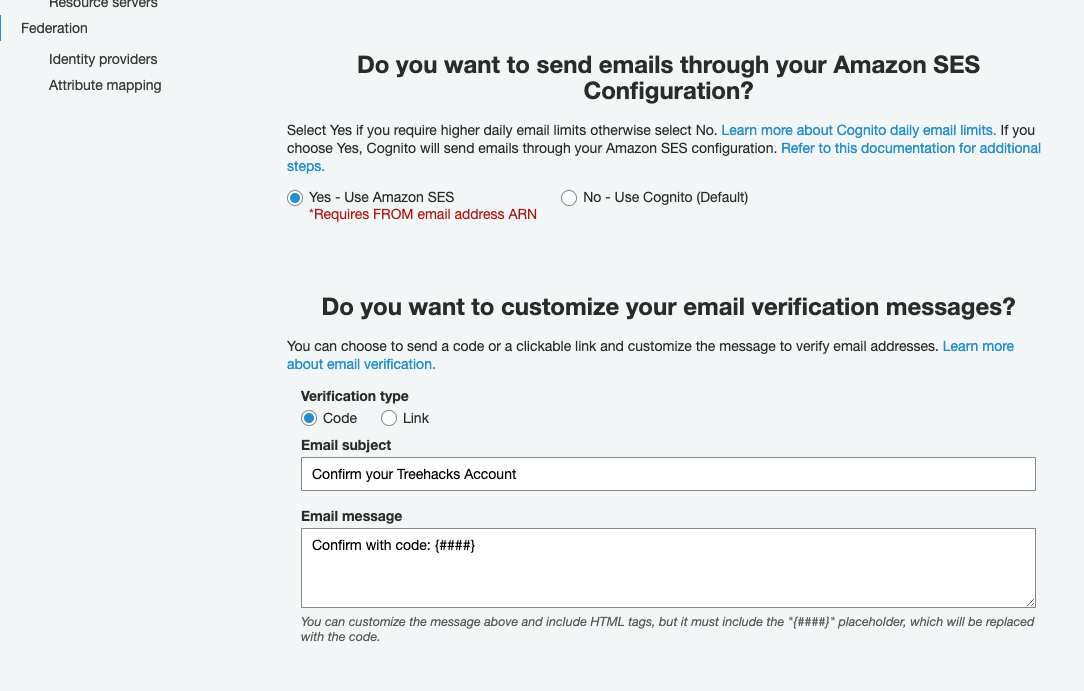 Resource servers
Federation
Identity providers
Attribute mapping
Do you want to send emails through your Amazon SES
Configuration?
Select Yes if you require higher daily email limits otherwise select No. Learn more about Cognito daily email limits. If you
choose Yes, Cognito will send emails through your Amazon SES configuration. Refer to this documentation for additional
steps.
Yes - Use Amazon SES No - Use Cognito (Default)
*Requires FROM email address ARN
Do you want to customize your email verification messages?
You can choose to send a code or a clickable link and customize the message to verify email addresses. Learn more
about email verification.
Verification type
Code Link
Email subject
Confirm your Treehacks Account
Email message
Confirm with code: {####}
You can customize the message above and include HTML tags, but it must include the "{####}" placeholder, which will be replaced
with the code.